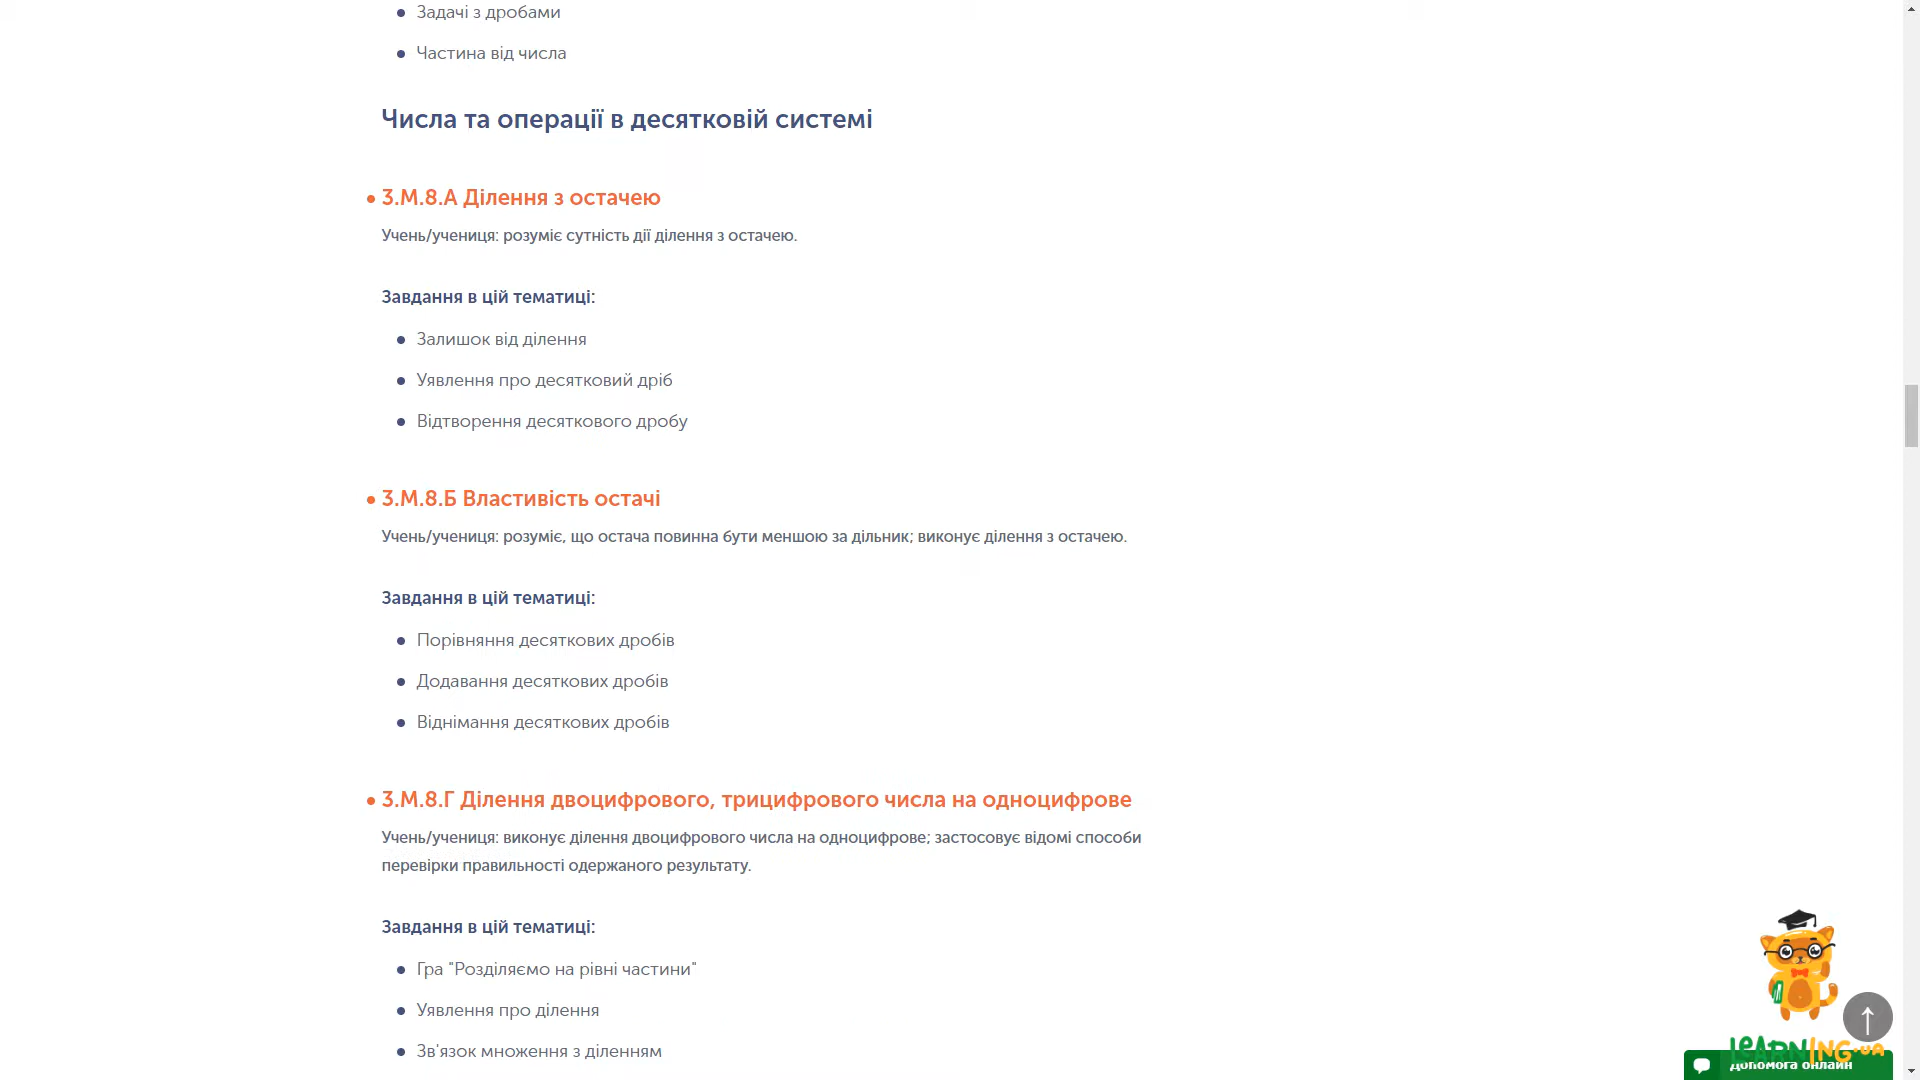 Задачі з дробами
Частина від числа
Числа та операції в десятковій системі
3.М.8.А Ділення з остачею
Учень/учениця: розуміє сутність дії ділення з остачею.
Завдання в цій тематиці:
Залишок від ділення
Уявлення про десятковий дріб
Відтворення десяткового дробу
3.М.8.Б Властивість остачі
Учень/учениця: розуміє, що остача повинна бути меншою за дільник; виконує ділення з остачею.
Завдання в цій тематиці:
Порівняння десяткових дробів
Додавання десяткових дробів
Віднімання десяткових дробів
3.М.8.Г Ділення двоцифрового, трицифрового числа на одноцифрове
Учень/учениця: виконує ділення двоцифрового числа на одноцифрове; застосовує відомі способи
перевірки правильності одержаного результату.
Завдання в цій тематиці:
Гра "Розділяємо на рівні частини"
Уявлення про ділення
Зв'язок множення з діленням
LEARNING.UA
Допомога онлайн